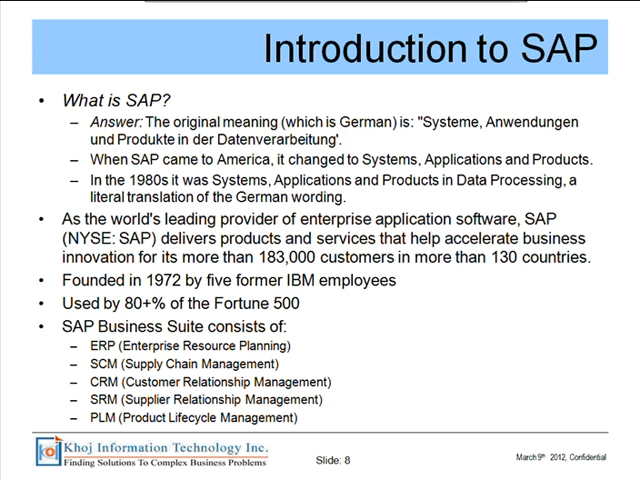 Introduction to SAP
• What is SAP?
– Answer: The original meaning (which is German) is: "Systeme, Anwendungen
und Produkte in der Datenverarbeitung'.
– When SAP came to America, it changed to Systems, Applications and Products.
– In the 1980s it was Systems, Applications and Products in Data Processing, a
literal translation of the German wording.
• As the world's leading provider of enterprise application software, SAP
(NYSE: SAP) delivers products and services that help accelerate business
innovation for its more than 183,000 customers in more than 130 countries.
• Founded in 1972 by five former IBM employees
• Used by 80+% of the Fortune 500
• SAP Business Suite consists of:
– ERP (Enterprise Resource Planning)
– SCM (Supply Chain Management)
– CRM (Customer Relationship Management)
– SRM (Supplier Relationship Management)
– PLM (Product Lifecycle Management)
Khoj Information Technology Inc.
Finding Solutions To Complex Business Problems
Slide: 8
March 9th 2012, Confidential